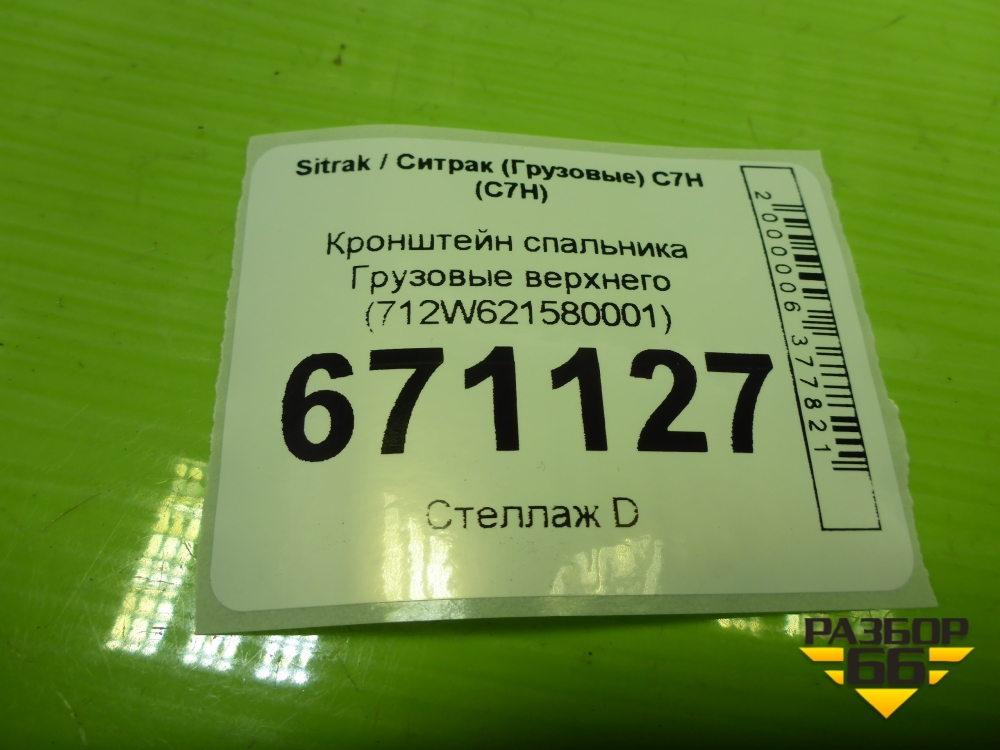 Sitrak / Ситрак (Грузовые) C7H
(C7H)
Кронштейн спальника
Грузовые верхнего
(712W621580001)
671127
Стеллаж D
2000006377821
РАЗБОР
66